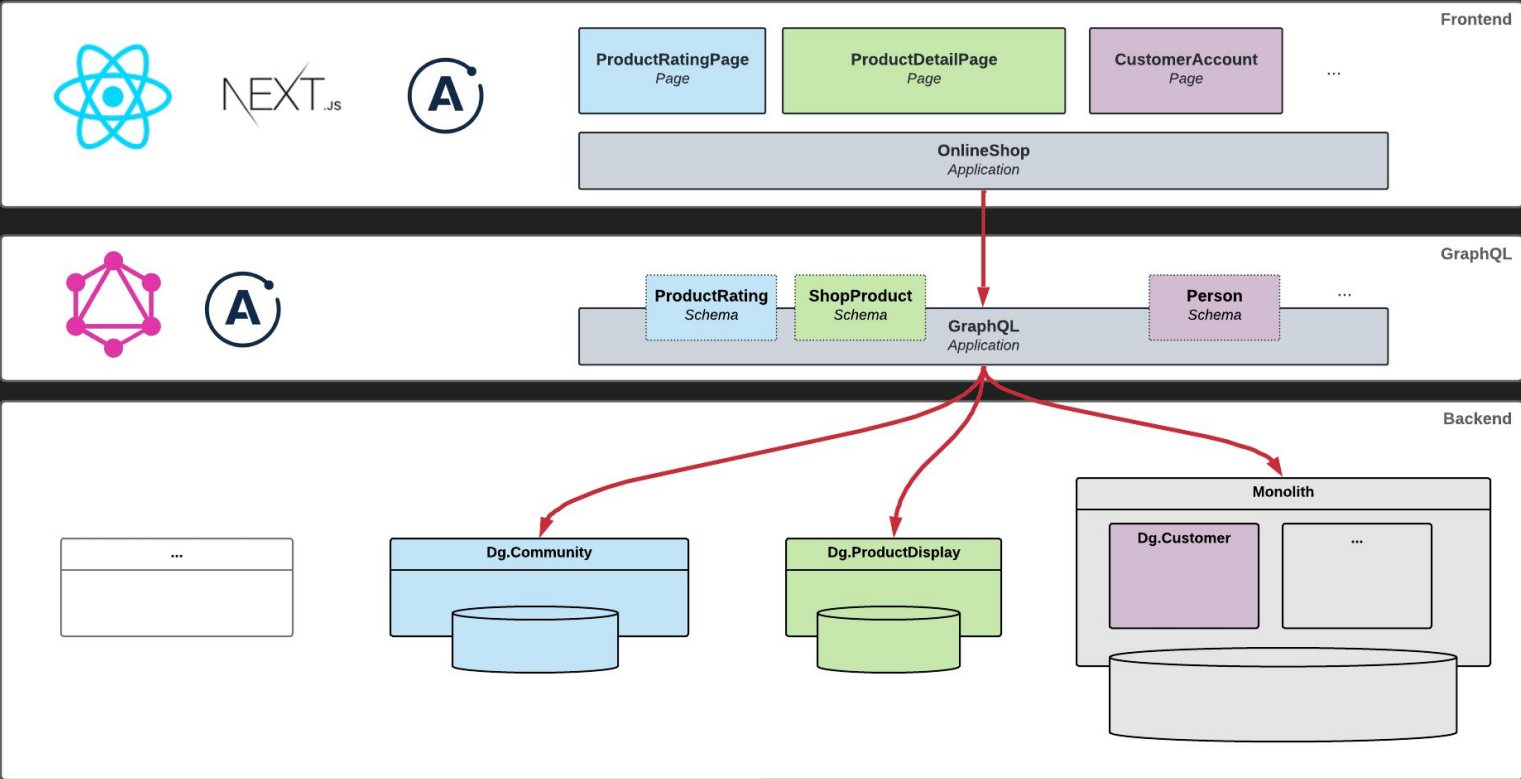 Frontend
ProductRatingPage
Page
ProductDetailPage
Page
CustomerAccount
Page
...
NEXT.JS
A
OnlineShop
Application
GraphQL
ProductRating
Schema
ShopProduct
Schema
Person
Schema
...
A
GraphQL
Application
Backend
Monolith
Dg.Customer
...
...
Dg.Community
Dg.ProductDisplay